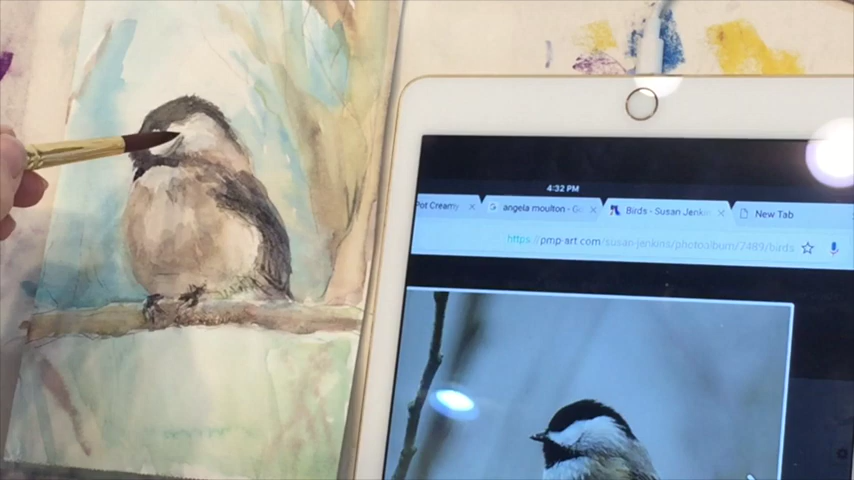 4:32 PM
Pot Creamy angela moulton - Go Birds - Susan Jenkin New Tab
https://pmp-art.com/susan-jenkins/photoalbum/7489/birds